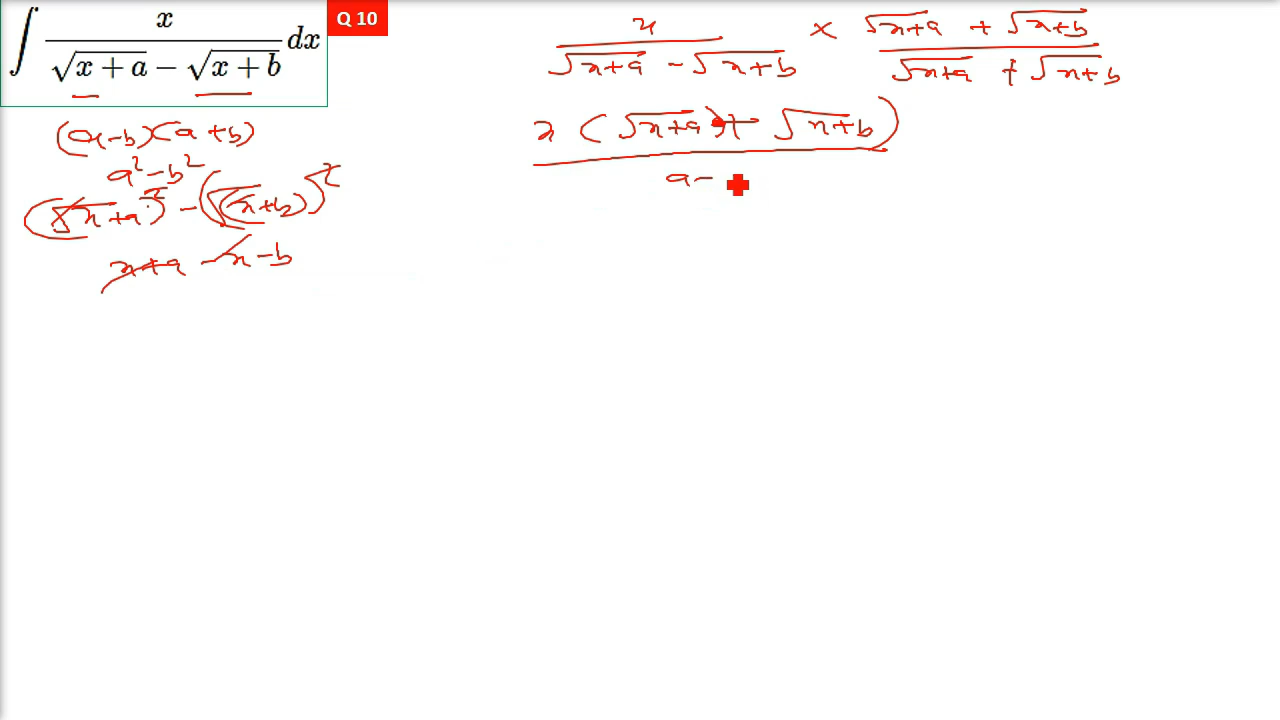 ∫ x / (√(x + a) − √(x + b)) dx
Q 10
x / (√(x+a) − √(x+b)) × (√(x+a) + √(x+b)) / (√(x+a) + √(x+b))
x (√(x+a) + √(x+b)) / a −
(a−b)(a+b)
a² − b²
(√(x+a))² − (√(x+b))²
x+a − x − b